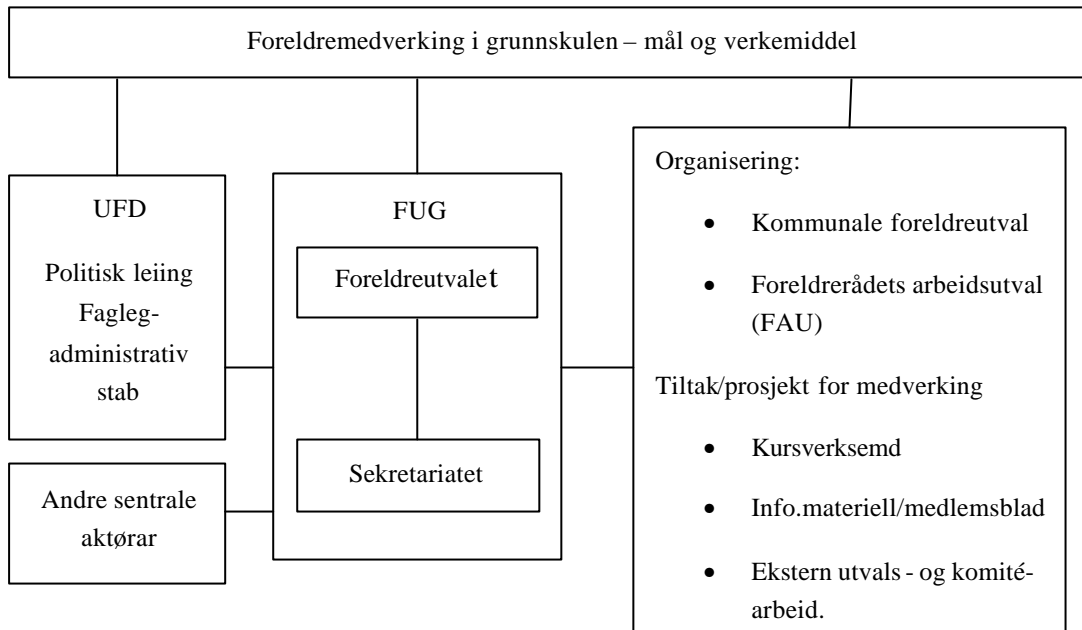 Foreldremedverking i grunnskulen – mål og verkemiddel
UFD
Politisk leiing
Fagleg-
administrativ
stab
Andre sentrale
aktørar
FUG
Foreldreutvalet
Sekretariatet
Organisering:
• Kommunale foreldreutval
• Foreldrerådets arbeidsutval
(FAU)
Tiltak/prosjekt for medverking
• Kursverksemd
• Info.materiell/medlemsblad
• Ekstern utvals - og komité-
arbeid.